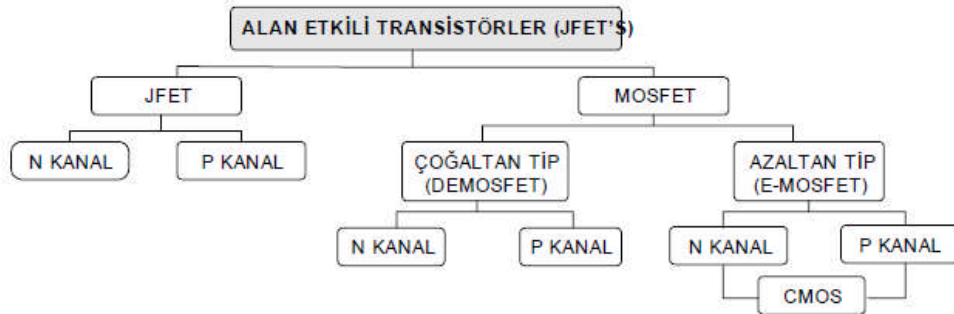 ALAN ETKİLİ TRANSİSTÖRLER (JFET'S)
JFET
MOSFET
N KANAL
P KANAL
ÇOĞALTAN TİP
(DEMOSFET)
AZALTAN TİP
(E-MOSFET)
N KANAL
P KANAL
N KANAL
P KANAL
CMOS